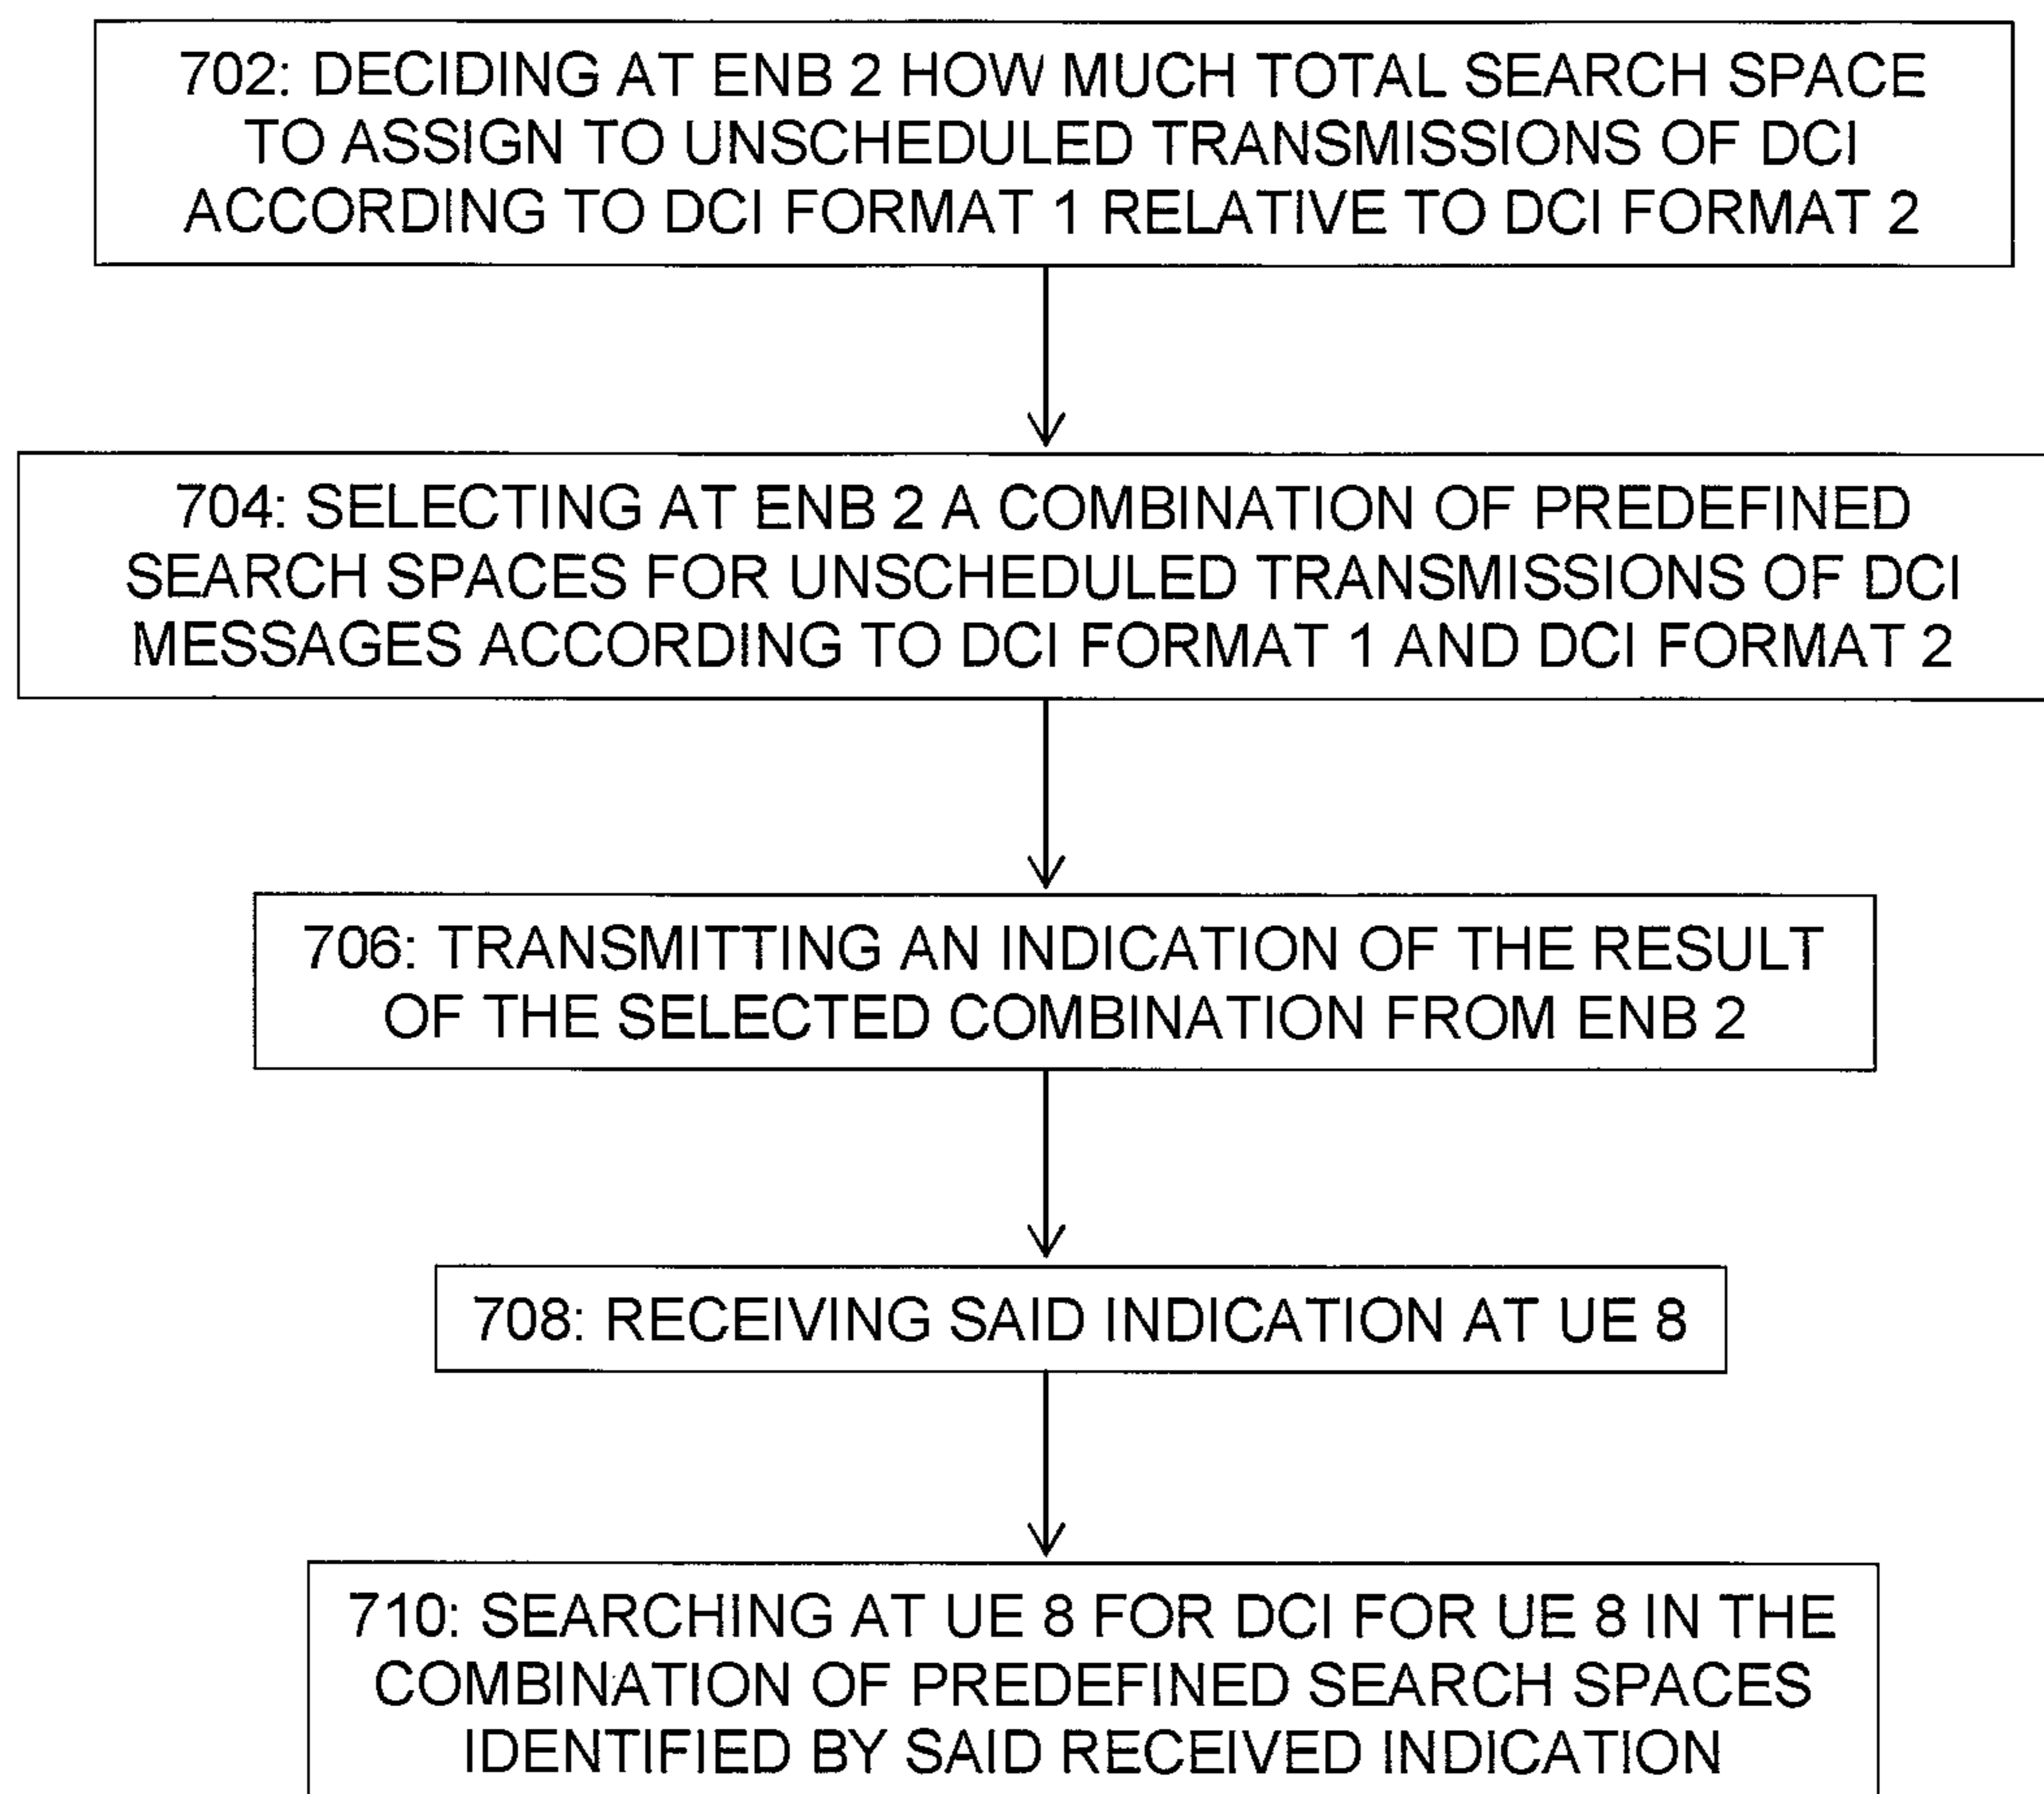 702: DECIDING AT ENB 2 HOW MUCH TOTAL SEARCH SPACE
TO ASSIGN TO UNSCHEDULED TRANSMISSIONS OF DCI
ACCORDING TO DCI FORMAT 1 RELATIVE TO DCI FORMAT 2
704: SELECTING AT ENB 2 A COMBINATION OF PREDEFINED
SEARCH SPACES FOR UNSCHEDULED TRANSMISSIONS OF DCI
MESSAGES ACCORDING TO DCI FORMAT 1 AND DCI FORMAT 2
706: TRANSMITTING AN INDICATION OF THE RESULT
OF THE SELECTED COMBINATION FROM ENB 2
708: RECEIVING SAID INDICATION AT UE 8
710: SEARCHING AT UE 8 FOR DCI FOR UE 8 IN THE
COMBINATION OF PREDEFINED SEARCH SPACES
IDENTIFIED BY SAID RECEIVED INDICATION